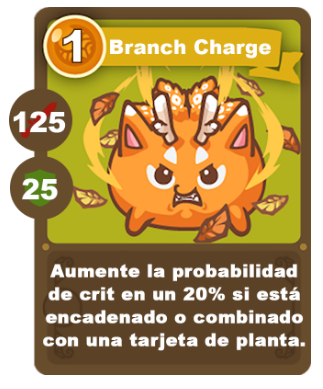 1
Branch Charge
125
25
Aumente la probabilidad
de crit en un 20% si está
encadenado o combinado
con una tarjeta de planta.